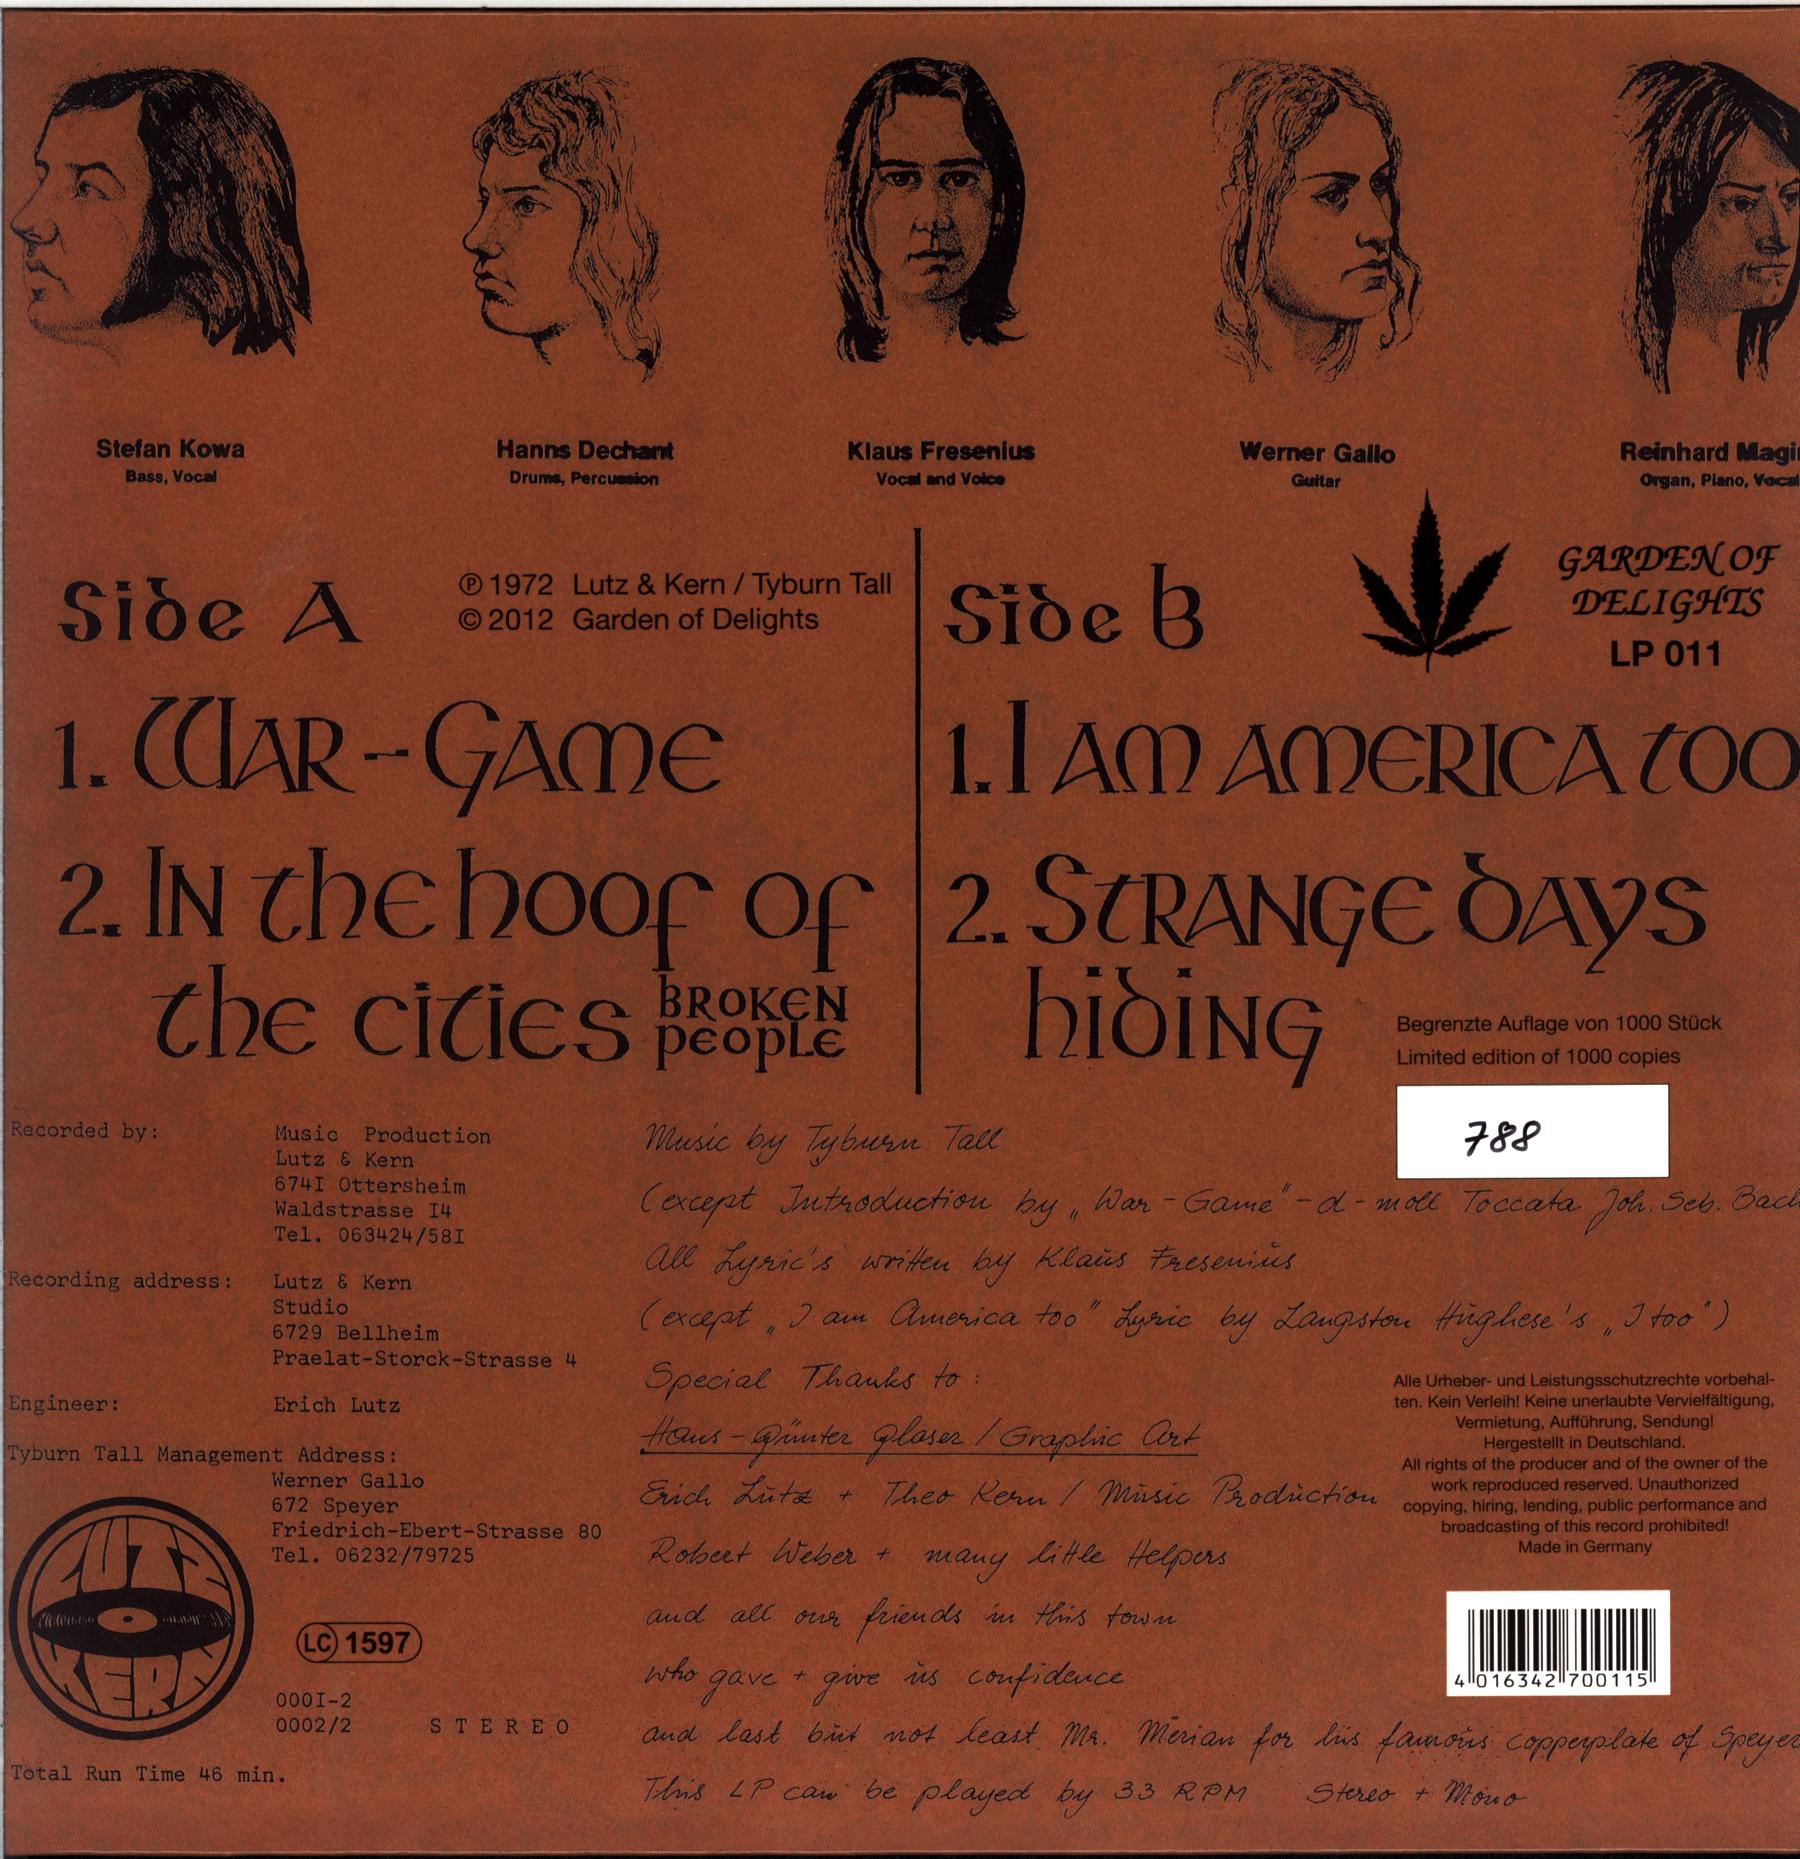 Stefan Kowa
Bass, Vocal
Hanns Dechant
Drums, Percussion
Klaus Fresenius
Vocal and Voice
Werner Gallo
Guitar
Reinhard Magin
Organ, Piano, Vocal
Side A
℗ 1972 Lutz & Kern / Tyburn Tall
© 2012 Garden of Delights
1. WAR-GAME
2. IN the hoof of
the cities BROKEN
people
Side B
GARDEN OF
DELIGHTS
LP 011
1. I AM AMERICA too
2. STRANGE dAys
hidING
Begrenzte Auflage von 1000 Stück
Limited edition of 1000 copies
788
Recorded by: Music Production
Lutz & Kern
674I Ottersheim
Waldstrasse I4
Tel. 063424/58I
Recording address: Lutz & Kern
Studio
6729 Bellheim
Praelat-Storck-Strasse 4
Engineer: Erich Lutz
Tyburn Tall Management Address:
Werner Gallo
672 Speyer
Friedrich-Ebert-Strasse 80
Tel. 06232/79725
LUTZ
KERN
LC 1597
000I-2
0002/2 STEREO
Total Run Time 46 min.
Music by Tyburn Tall
(except Introduction by „War-Game"-d-moll Toccata Joh. Seb. Bach
All Lyric's written by Klaus Fresenius
(except „I am America too" Lyric by Langston Hughese's „I too")
Special Thanks to:
Hans-Günter Glaser / Graphic Art
Erich Lutz + Theo Kern / Music Production
Robert Weber + many little Helpers
and all our friends in this town
who gave + give us confidence
and last but not least Mr. Merian for his famous copperplate of Speyer
This LP can be played by 33 RPM Stereo + Mono
Alle Urheber- und Leistungsschutzrechte vorbehal-
ten. Kein Verleih! Keine unerlaubte Vervielfältigung,
Vermietung, Aufführung, Sendung!
Hergestellt in Deutschland.
All rights of the producer and of the owner of the
work reproduced reserved. Unauthorized
copying, hiring, lending, public performance and
broadcasting of this record prohibited!
Made in Germany
4 016342 700115